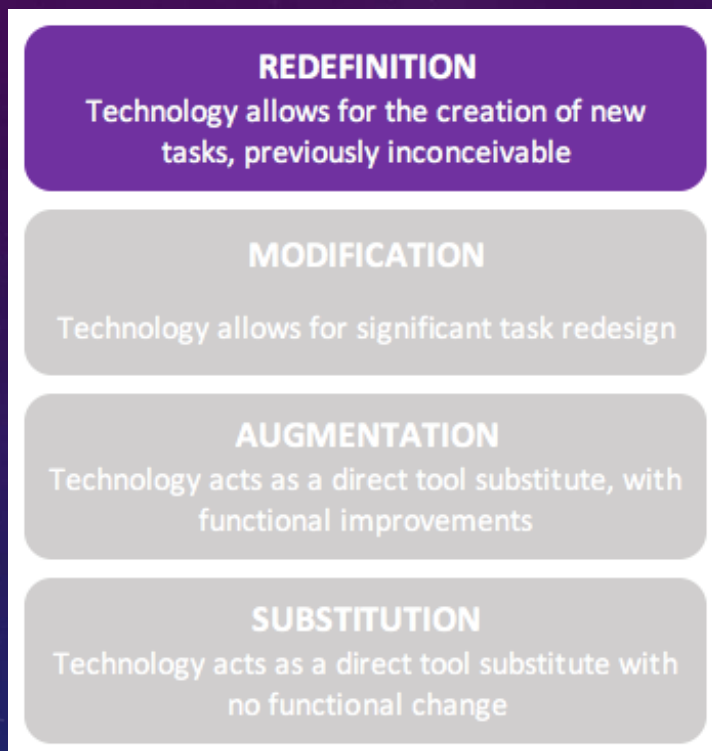 REDEFINITION
Technology allows for the creation of new
tasks, previously inconceivable
MODIFICATION
Technology allows for significant task redesign
AUGMENTATION
Technology acts as a direct tool substitute, with
functional improvements
SUBSTITUTION
Technology acts as a direct tool substitute with
no functional change